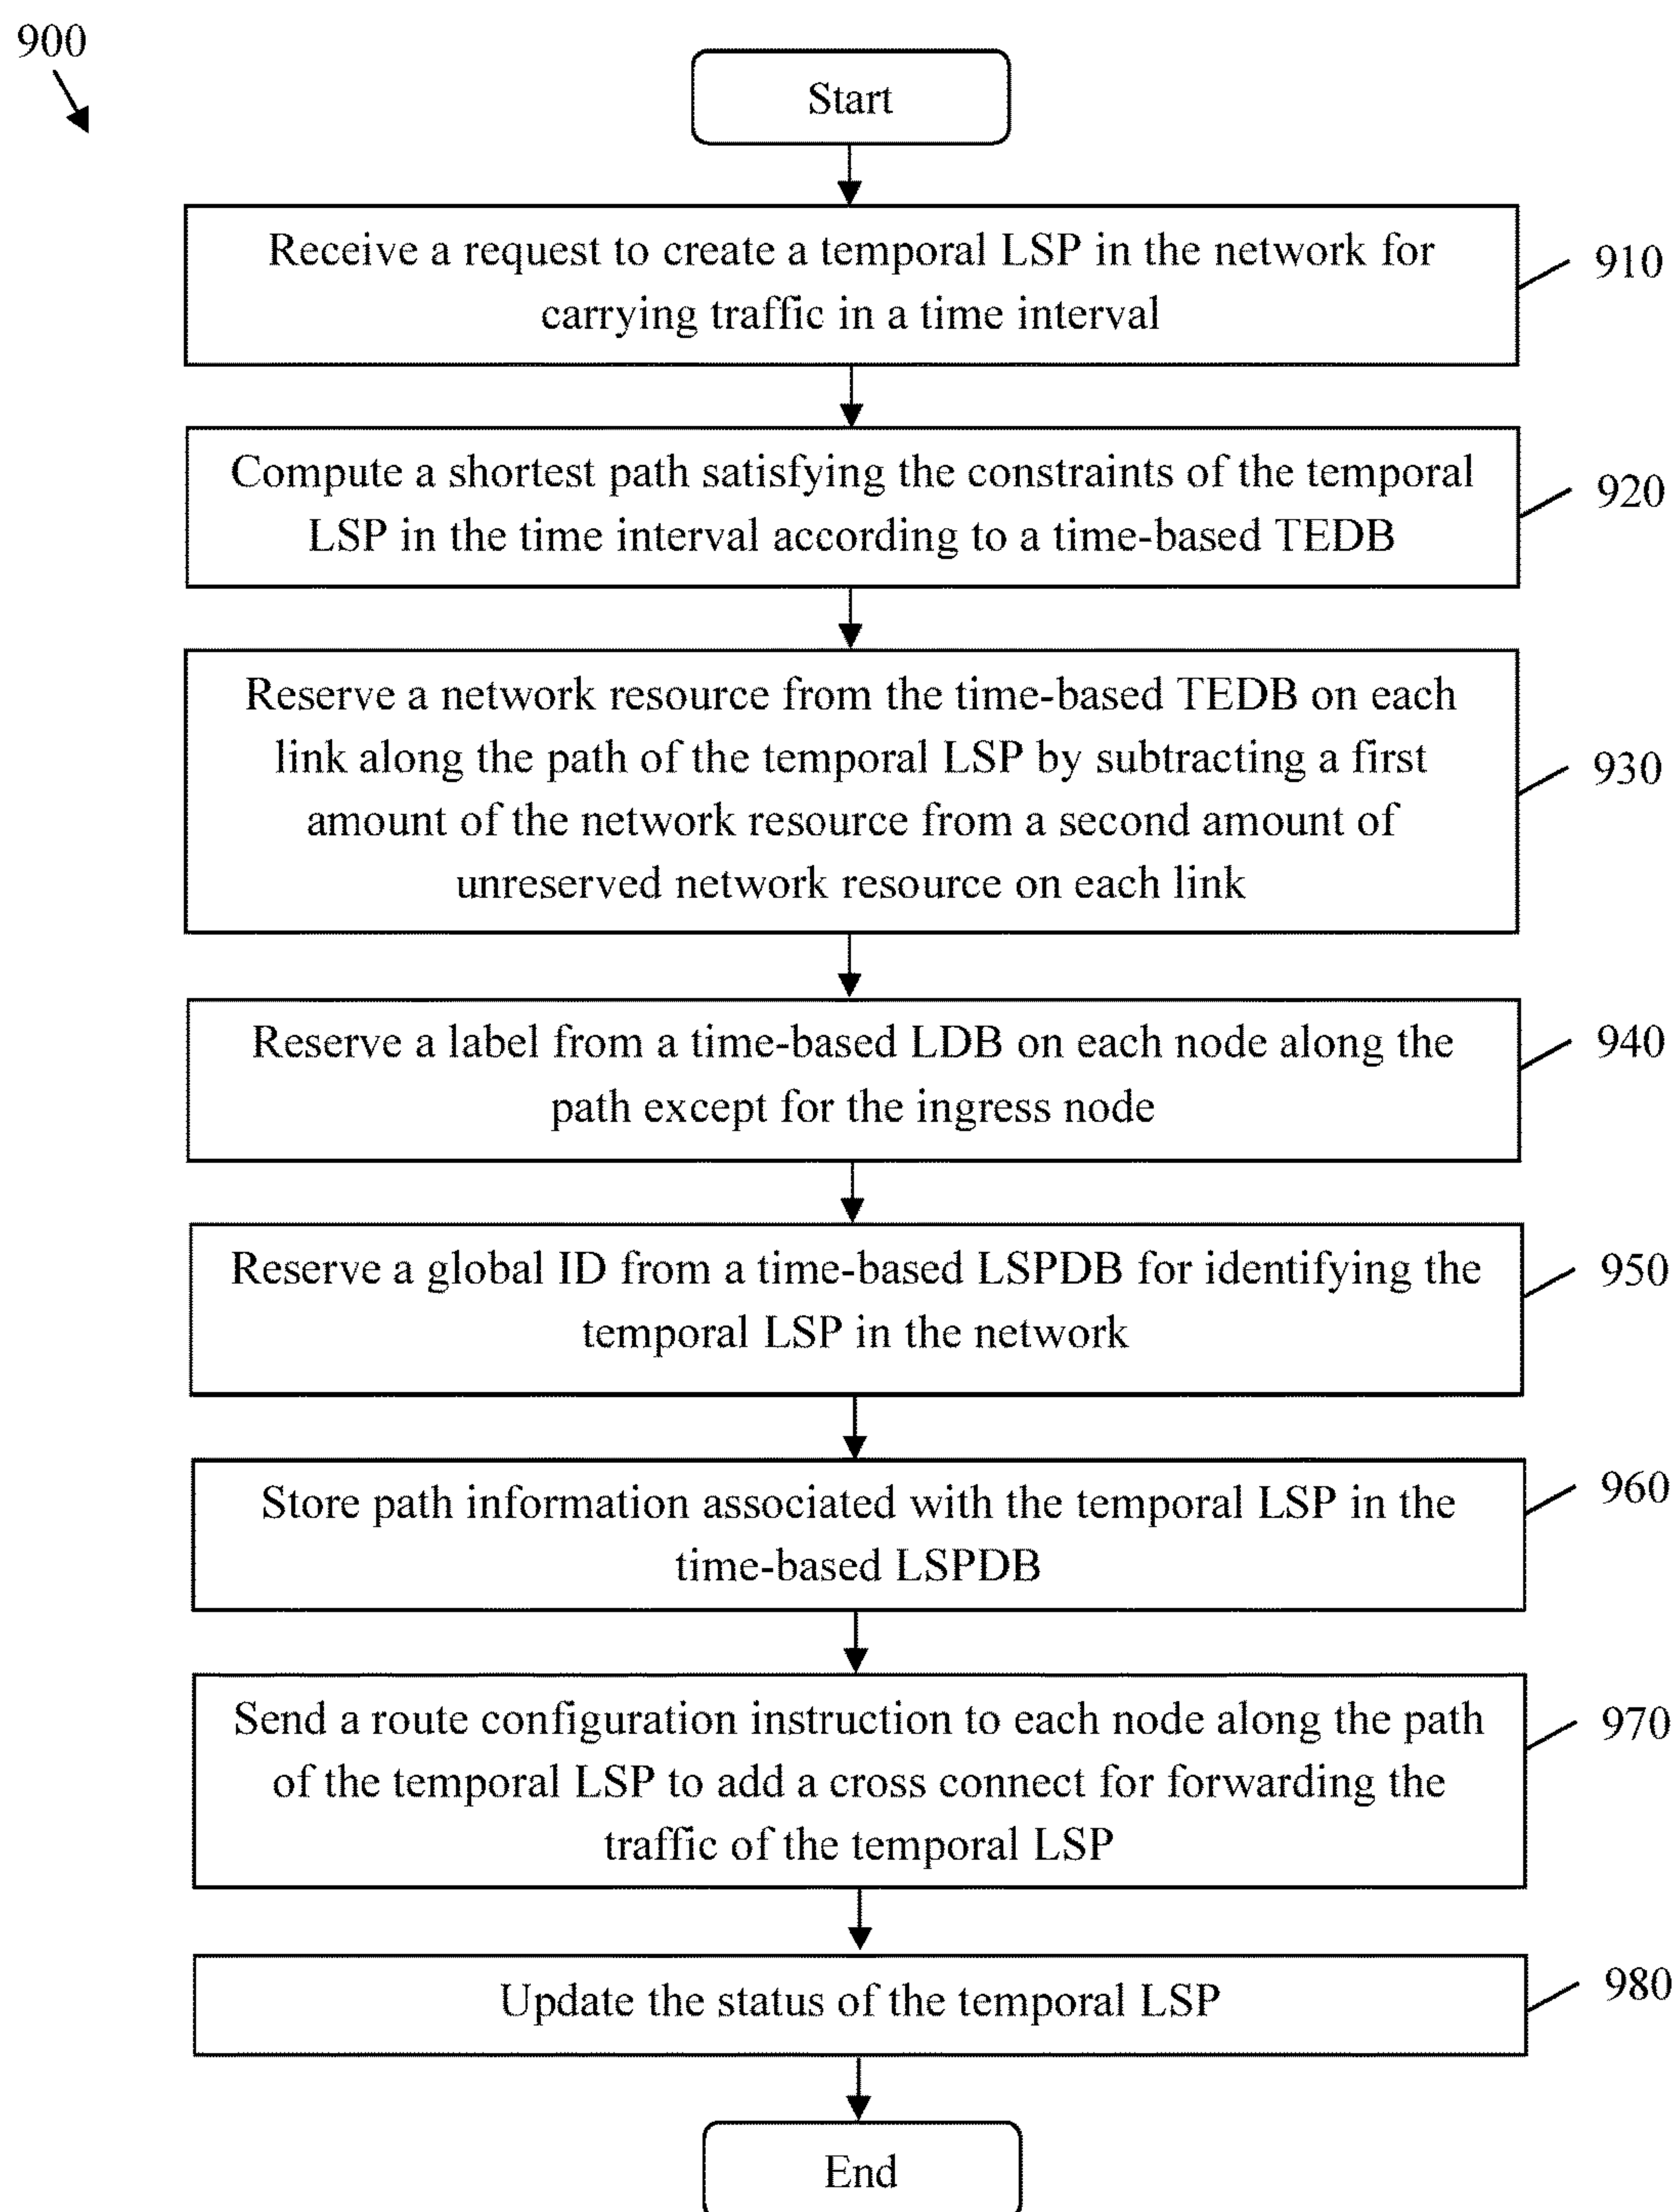 900
Start
Receive a request to create a temporal LSP in the network for
carrying traffic in a time interval
910
Compute a shortest path satisfying the constraints of the temporal
LSP in the time interval according to a time-based TEDB
920
Reserve a network resource from the time-based TEDB on each
link along the path of the temporal LSP by subtracting a first
amount of the network resource from a second amount of
unreserved network resource on each link
930
Reserve a label from a time-based LDB on each node along the
path except for the ingress node
940
Reserve a global ID from a time-based LSPDB for identifying the
temporal LSP in the network
950
Store path information associated with the temporal LSP in the
time-based LSPDB
960
Send a route configuration instruction to each node along the path
of the temporal LSP to add a cross connect for forwarding the
traffic of the temporal LSP
970
Update the status of the temporal LSP
980
End